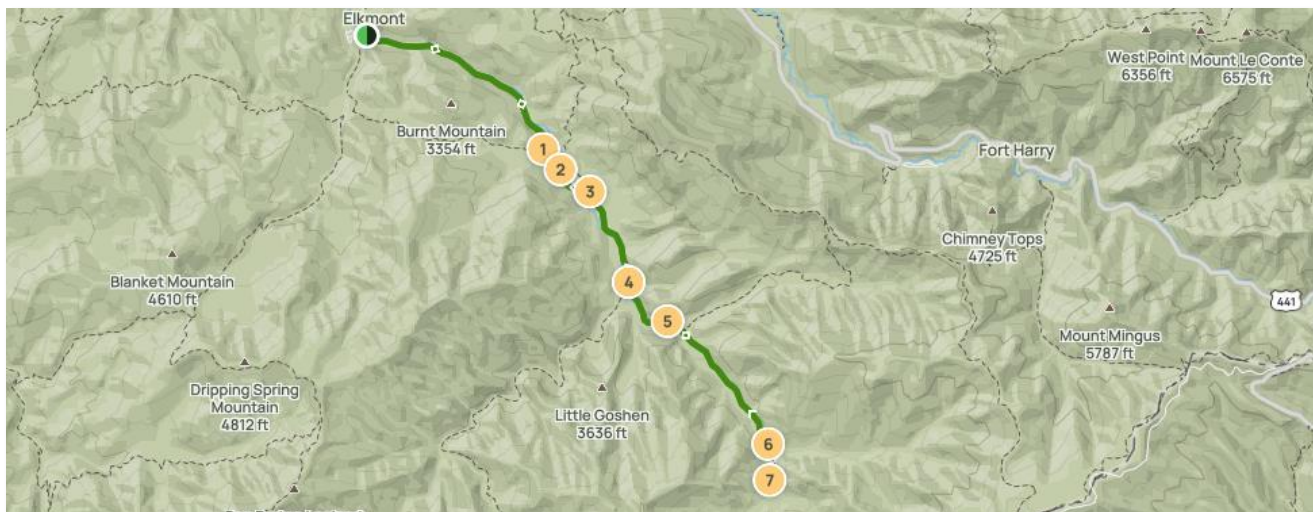 Elkmont
West Point
6356 ft
Mount Le Conte
6575 ft
Burnt Mountain
3354 ft
Fort Harry
1
2
3
Chimney Tops
4725 ft
Blanket Mountain
4610 ft
4
441
5
Mount Mingus
5787 ft
Dripping Spring
Mountain
4812 ft
Little Goshen
3636 ft
6
7